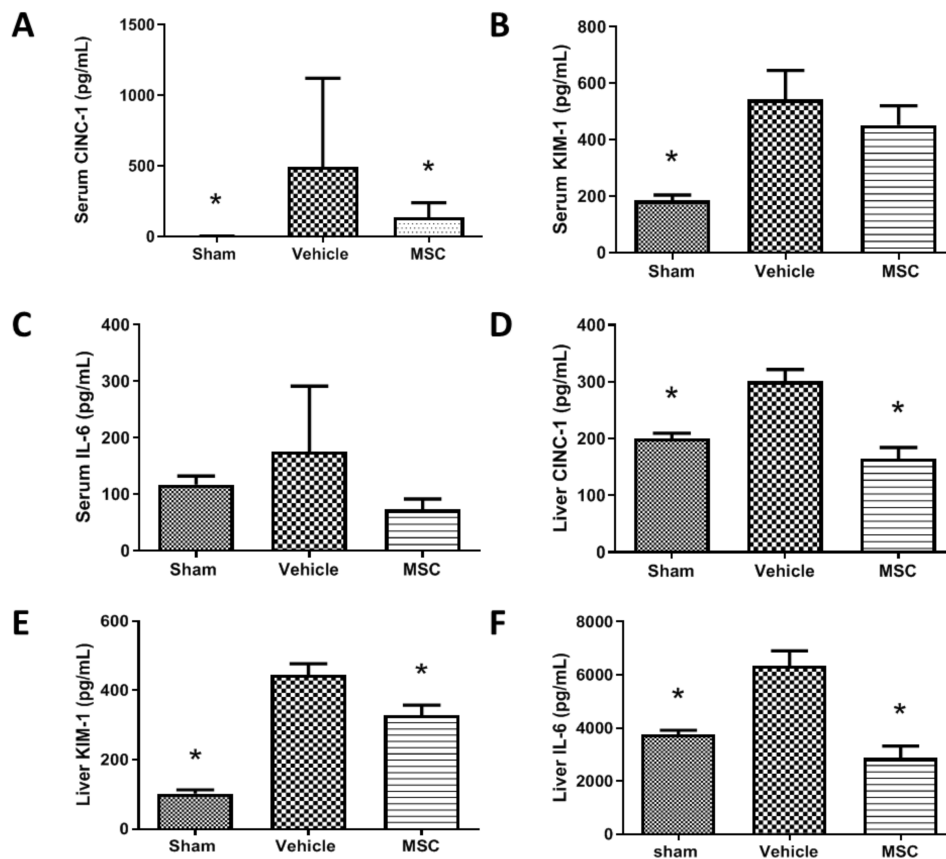 A
Serum CINC-1 (pg/mL)
1500
1000
500
0
*
*
Sham Vehicle MSC
B
Serum KIM-1 (pg/mL)
800
600
400
200
0
*
Sham Vehicle MSC
C
Serum IL-6 (pg/mL)
400
300
200
100
0
Sham Vehicle MSC
D
Liver CINC-1 (pg/mL)
400
300
200
100
0
*
*
Sham Vehicle MSC
E
Liver KIM-1 (pg/mL)
600
400
200
0
*
*
Sham Vehicle MSC
F
Liver IL-6 (pg/mL)
8000
6000
4000
2000
0
*
*
sham Vehicle MSC